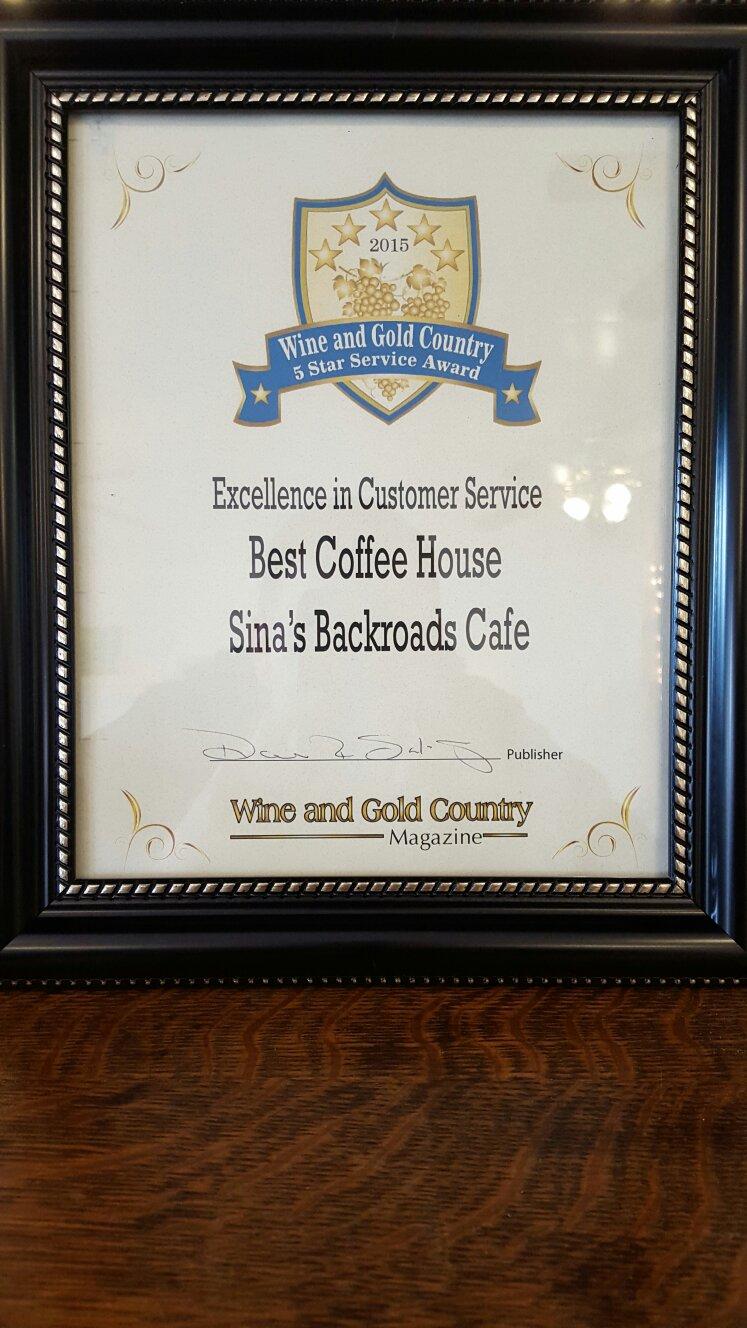 2015
Wine and Gold Country
5 Star Service Award
Excellence in Customer Service
Best Coffee House
Sina's Backroads Cafe
Publisher
Wine and Gold Country
Magazine